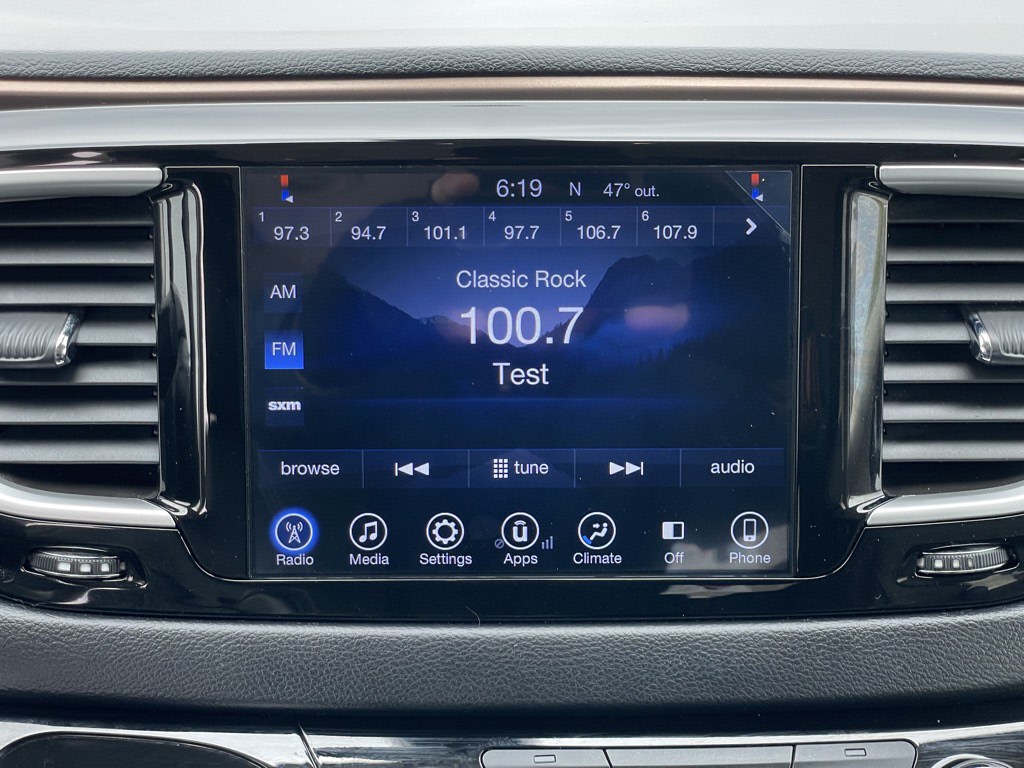 6:19 N 47° out.
1 97.3 2 94.7 3 101.1 4 97.7 5 106.7 6 107.9
Classic Rock
AM
100.7
FM
Test
sxm
browse tune audio
Radio Media Settings Apps Climate Off Phone